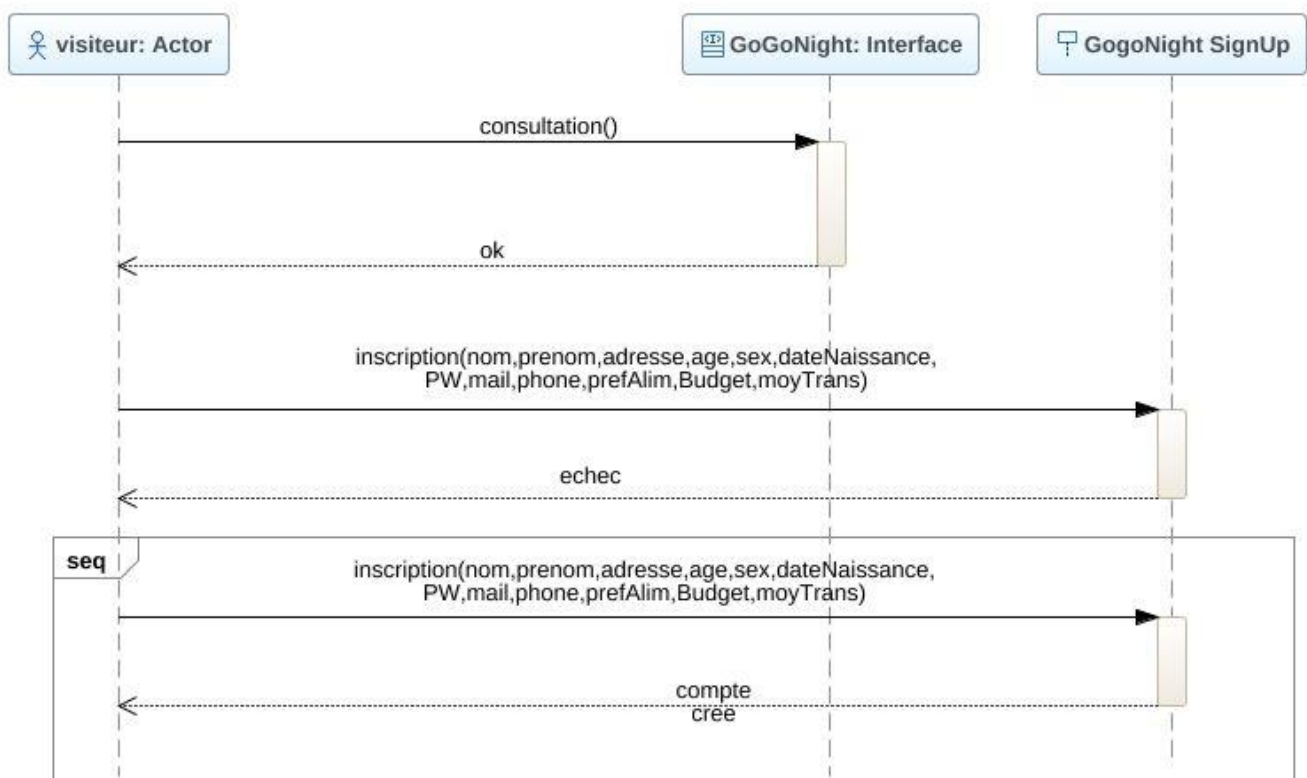 visiteur: Actor
GoGoNight: Interface
GogoNight SignUp
consultation()
ok
inscription(nom,prenom,adresse,age,sex,dateNaissance,
PW,mail,phone,prefAlim,Budget,moyTrans)
echec
seq
inscription(nom,prenom,adresse,age,sex,dateNaissance,
PW,mail,phone,prefAlim,Budget,moyTrans)
compte
cree